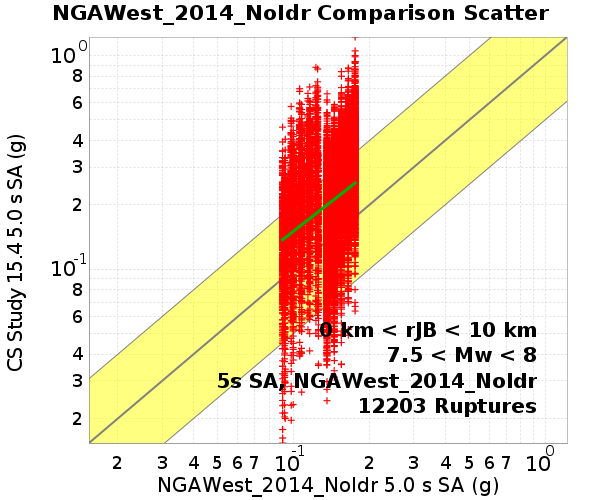 NGAWest_2014_NoIdr Comparison Scatter
CS Study 15.4 5.0 s SA (g)
10^0
8
6
4
3
2
10^-1
8
6
4
3
2
0 km < rJB < 10 km
7.5 < Mw < 8
5s SA, NGAWest_2014_NoIdr
12203 Ruptures
2 3 4 5 6 7 10^-1 2 3 4 5 6 7 10^0
NGAWest_2014_NoIdr 5.0 s SA (g)